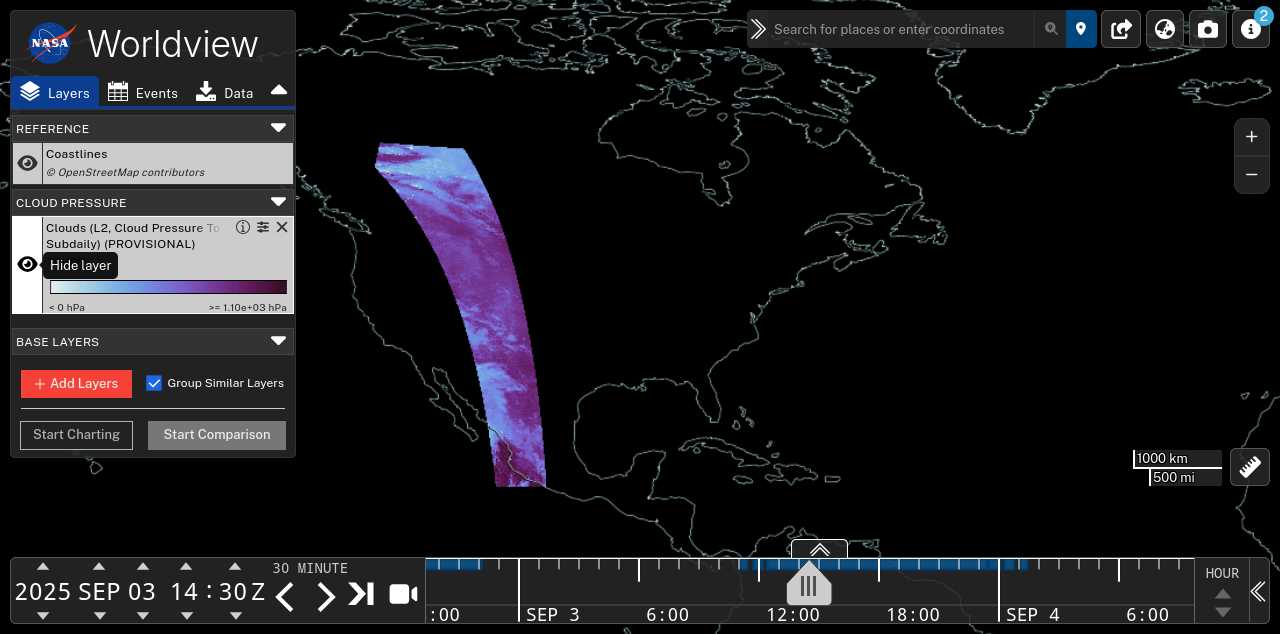 NASA
Worldview
Layers
Events
Data
REFERENCE
Coastlines
© OpenStreetMap contributors
CLOUD PRESSURE
Clouds (L2, Cloud Pressure To
Subdaily) (PROVISIONAL)
Hide layer
< 0 hPa
>= 1.10e+03 hPa
BASE LAYERS
+ Add Layers
Group Similar Layers
Start Charting
Start Comparison
Search for places or enter coordinates
2
+
−
1000 km
500 mi
2025 SEP 03 14 : 30 Z
30 MINUTE
:00
SEP 3
6:00
12:00
18:00
SEP 4
6:00
HOUR